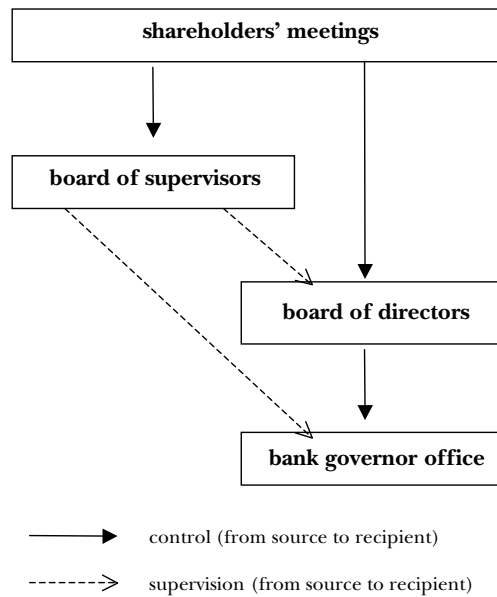 shareholders’ meetings
board of supervisors
board of directors
bank governor office
control (from source to recipient)
supervision (from source to recipient)